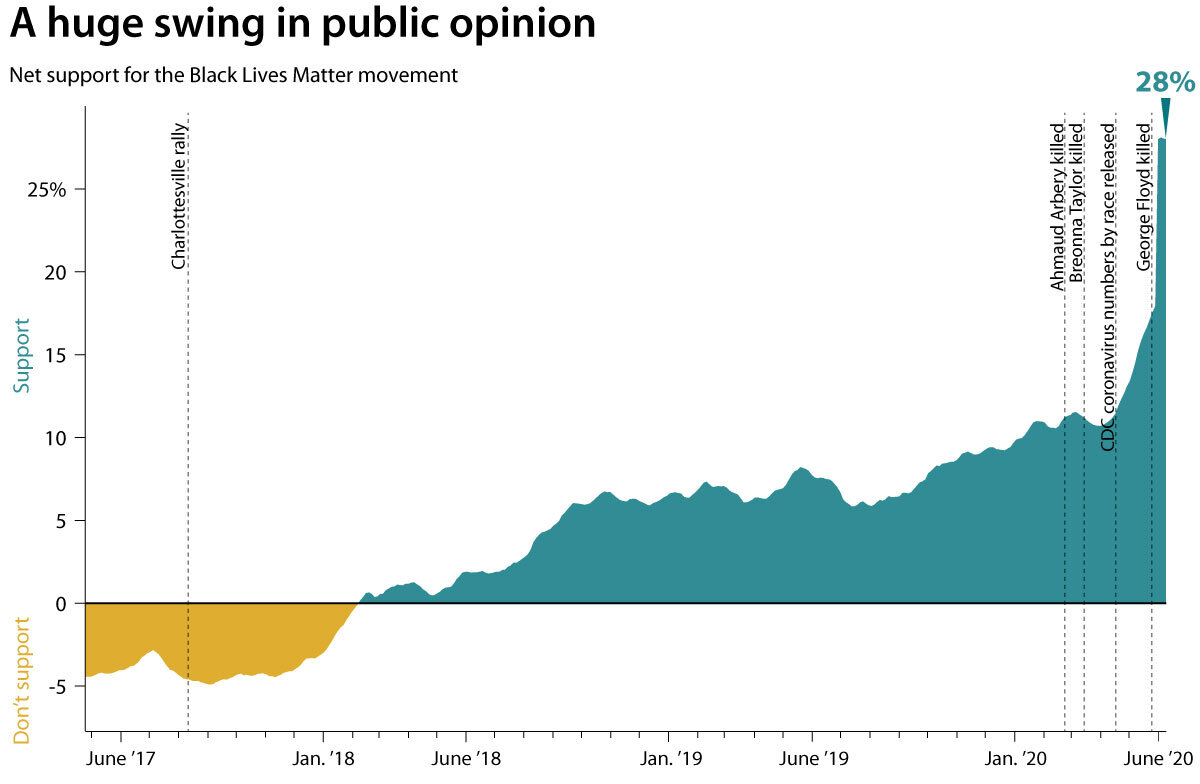 A huge swing in public opinion
Net support for the Black Lives Matter movement
28%
Charlottesville rally
Ahmaud Arbery killed
Breonna Taylor killed
CDC coronavirus numbers by race released
George Floyd killed
25%
20
15
10
5
0
-5
Support
Don’t support
June ’17
Jan. ’18
June ’18
Jan. ’19
June ’19
Jan. ’20
June ’20